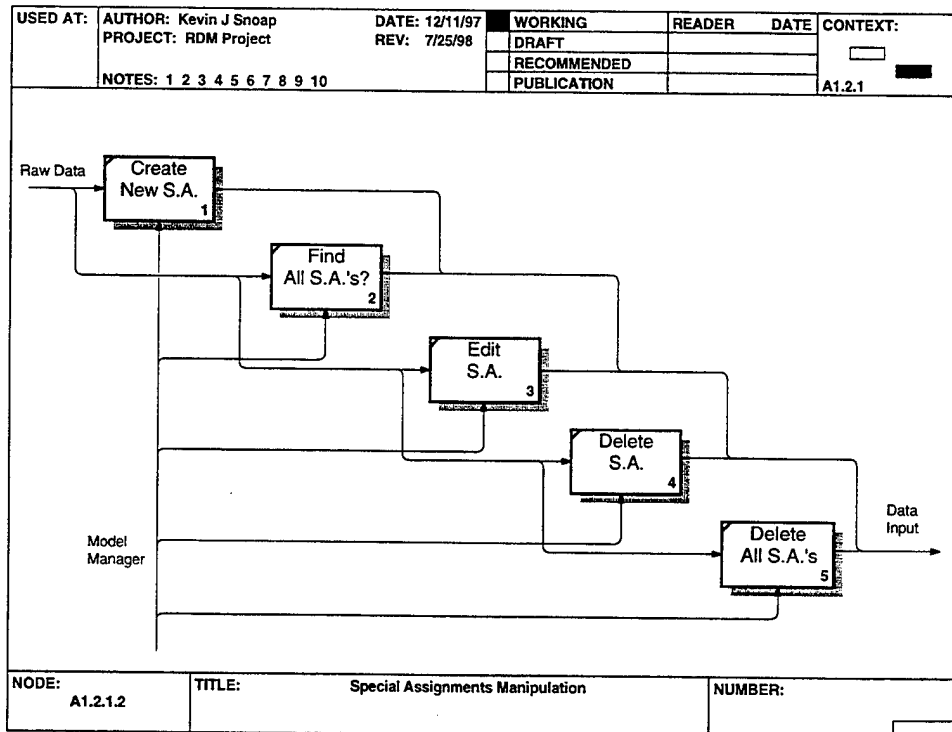 USED AT:
AUTHOR: Kevin J Snoap
DATE: 12/11/97
PROJECT: RDM Project
REV: 7/25/98
NOTES: 1 2 3 4 5 6 7 8 9 10
WORKING
DRAFT
RECOMMENDED
PUBLICATION
READER DATE
CONTEXT:
A1.2.1
Raw Data
Create
New S.A.
1
Find
All S.A.'s?
2
Edit
S.A.
3
Delete
S.A.
4
Delete
All S.A.'s
5
Model
Manager
Data
Input
NODE:
A1.2.1.2
TITLE:
Special Assignments Manipulation
NUMBER: